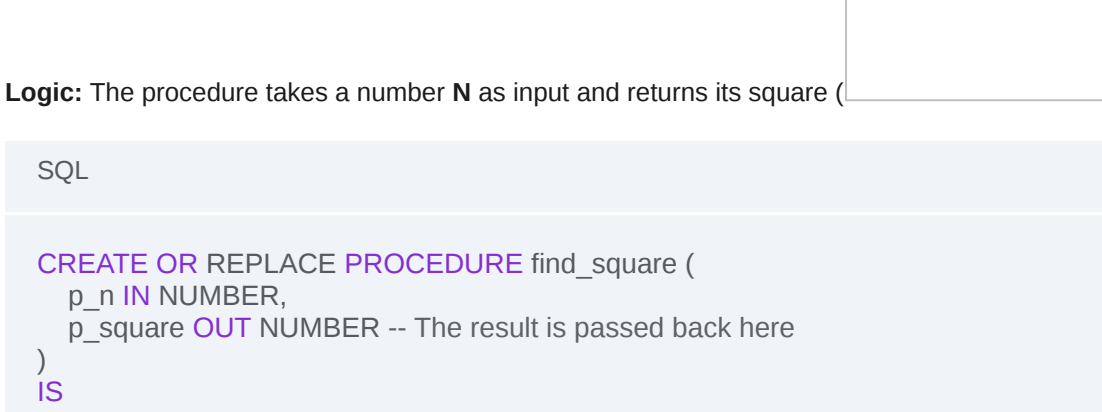 Logic: The procedure takes a number N as input and returns its square (
SQL
CREATE OR REPLACE PROCEDURE find_square (
p_n IN NUMBER,
p_square OUT NUMBER -- The result is passed back here
)
IS